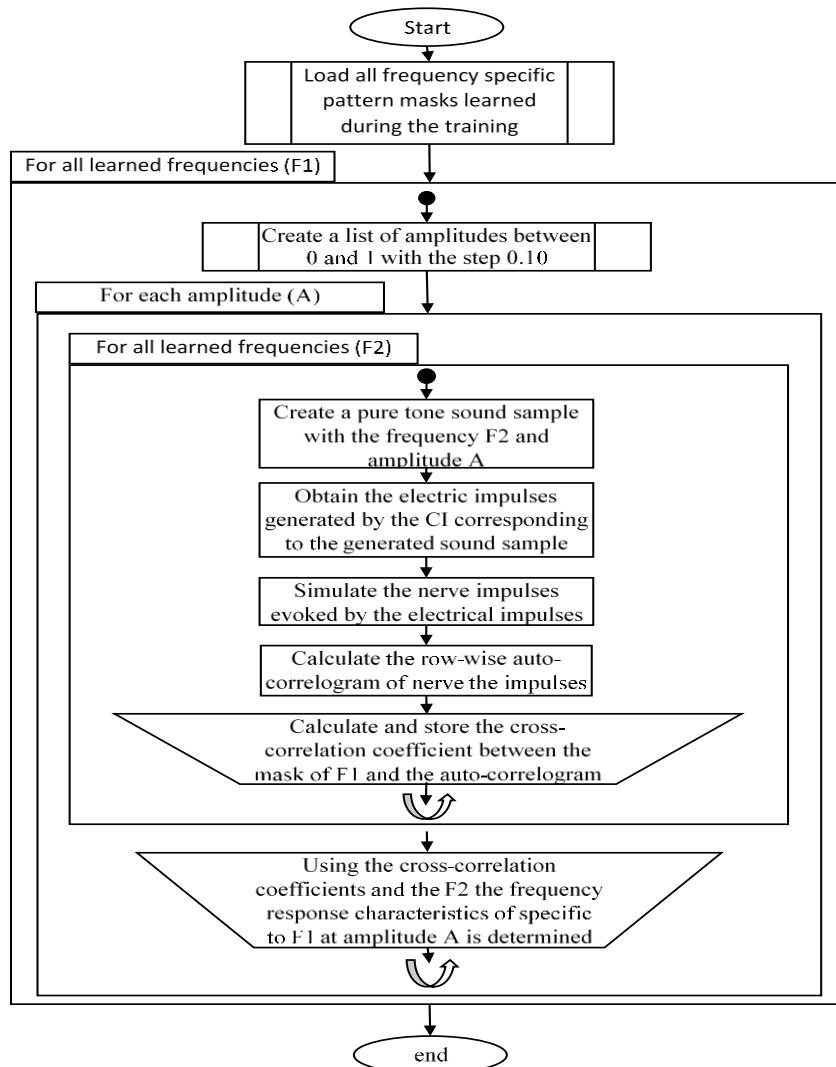 Start
Load all frequency specific
pattern masks learned
during the training
For all learned frequencies (F1)
Create a list of amplitudes between
0 and 1 with the step 0.10
For each amplitude (A)
For all learned frequencies (F2)
Create a pure tone sound sample
with the frequency F2 and
amplitude A
Obtain the electric impulses
generated by the CI corresponding
to the generated sound sample
Simulate the nerve impulses
evoked by the electrical impulses
Calculate the row-wise auto-
correlogram of nerve the impulses
Calculate and store the cross-
correlation coefficient between the
mask of F1 and the auto-correlogram
Using the cross-correlation
coefficients and the F2 the frequency
response characteristics of specific
to F1 at amplitude A is determined
end